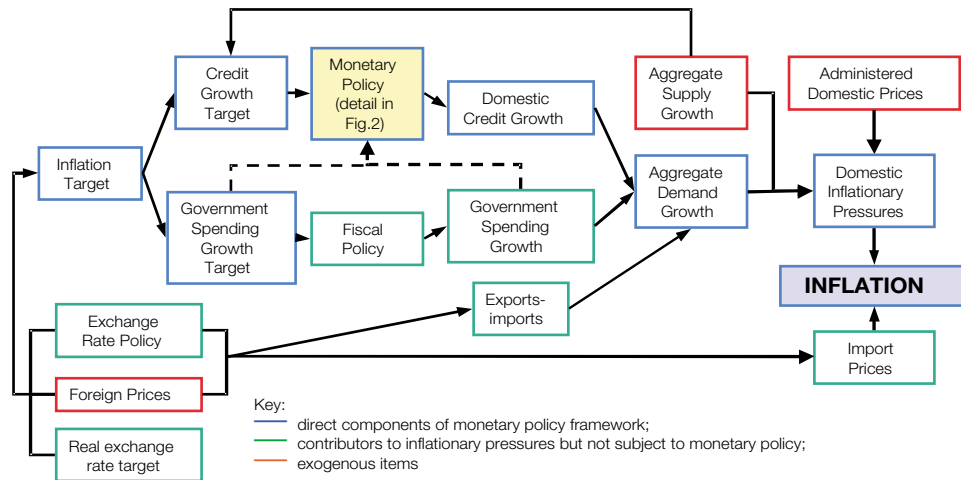 Credit
Growth
Target
Monetary
Policy
(detail in
Fig.2)
Domestic
Credit Growth
Aggregate
Supply
Growth
Administered
Domestic Prices
Inflation
Target
Government
Spending
Growth
Target
Fiscal
Policy
Government
Spending
Growth
Aggregate
Demand
Growth
Domestic
Inflationary
Pressures
INFLATION
Exchange
Rate Policy
Exports-
imports
Import
Prices
Foreign Prices
Real exchange
rate target
Key:
direct components of monetary policy framework;
contributors to inflationary pressures but not subject to monetary policy;
exogenous items